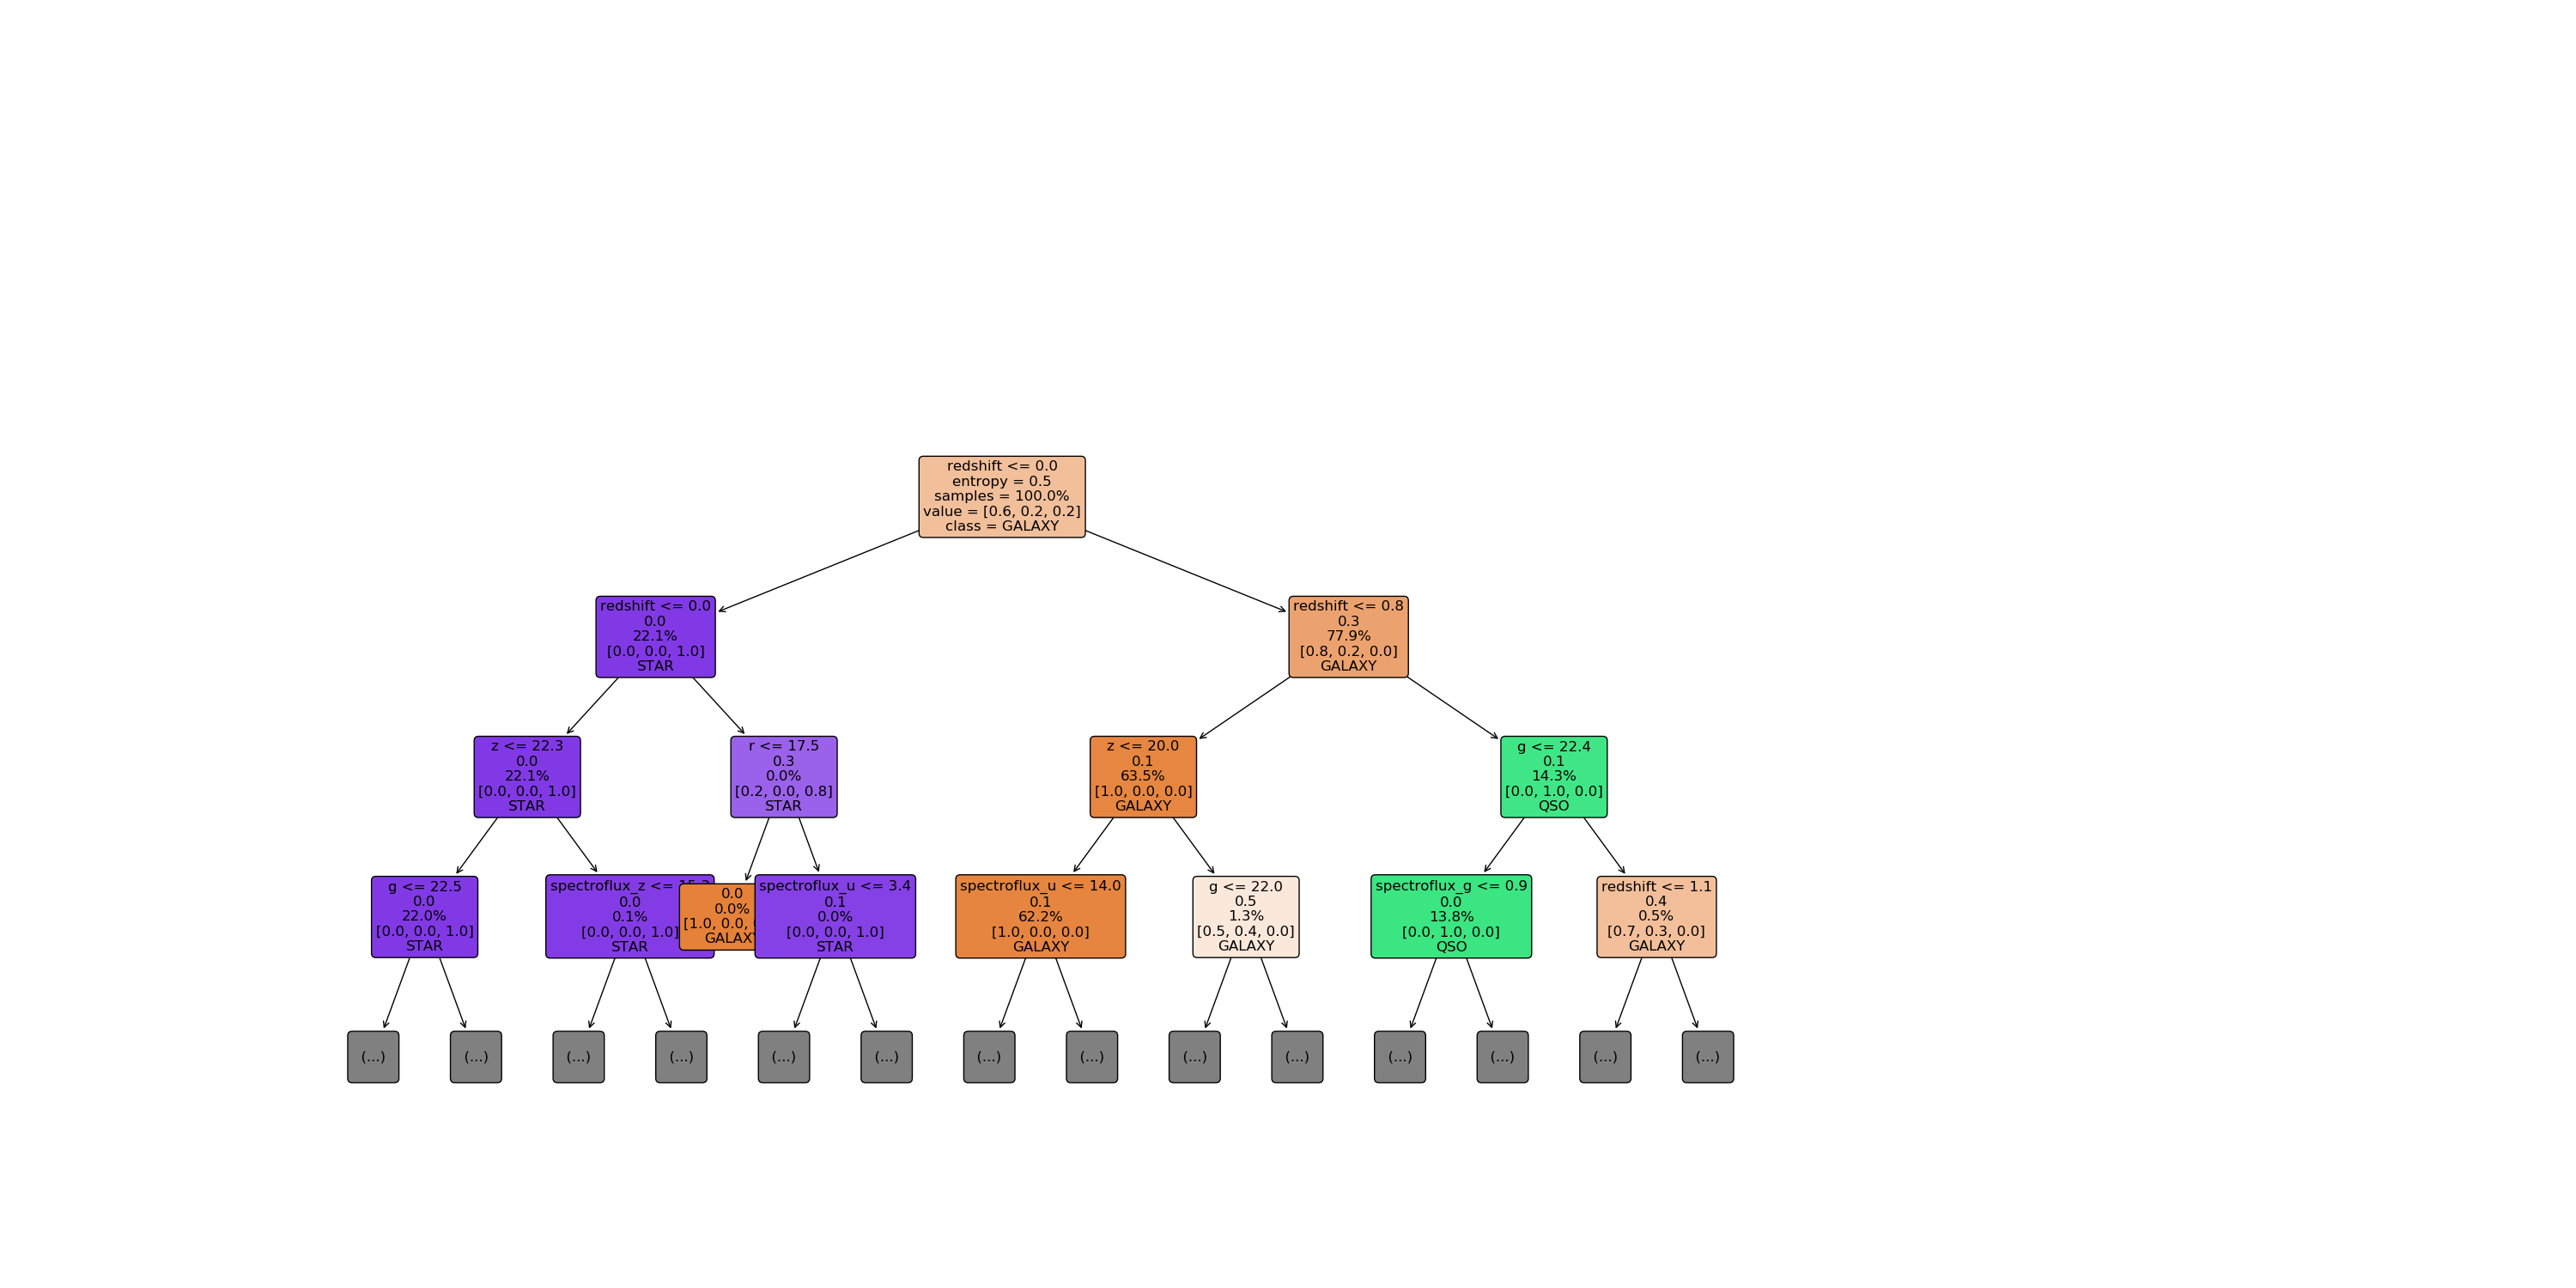 redshift <= 0.0
entropy = 0.5
samples = 100.0%
value = [0.6, 0.2, 0.2]
class = GALAXY
redshift <= 0.0
0.0
22.1%
[0.0, 0.0, 1.0]
STAR
redshift <= 0.8
0.3
77.9%
[0.8, 0.2, 0.0]
GALAXY
z <= 22.3
0.0
22.1%
[0.0, 0.0, 1.0]
STAR
r <= 17.5
0.3
0.0%
[0.2, 0.0, 0.8]
STAR
z <= 20.0
0.1
63.5%
[1.0, 0.0, 0.0]
GALAXY
g <= 22.4
0.1
14.3%
[0.0, 1.0, 0.0]
QSO
g <= 22.5
0.0
22.0%
[0.0, 0.0, 1.0]
STAR
spectroflux_z <=
0.0
0.1%
[0.0, 0.0, 1.0]
STAR
0.0
0.0%
[1.0, 0.0,
GALAXY
spectroflux_u <= 3.4
0.1
0.0%
[0.0, 0.0, 1.0]
STAR
spectroflux_u <= 14.0
0.1
62.2%
[1.0, 0.0, 0.0]
GALAXY
g <= 22.0
0.5
1.3%
[0.5, 0.4, 0.0]
GALAXY
spectroflux_g <= 0.9
0.0
13.8%
[0.0, 1.0, 0.0]
QSO
redshift <= 1.1
0.4
0.5%
[0.7, 0.3, 0.0]
GALAXY
(...)
(...)
(...)
(...)
(...)
(...)
(...)
(...)
(...)
(...)
(...)
(...)
(...)
(...)